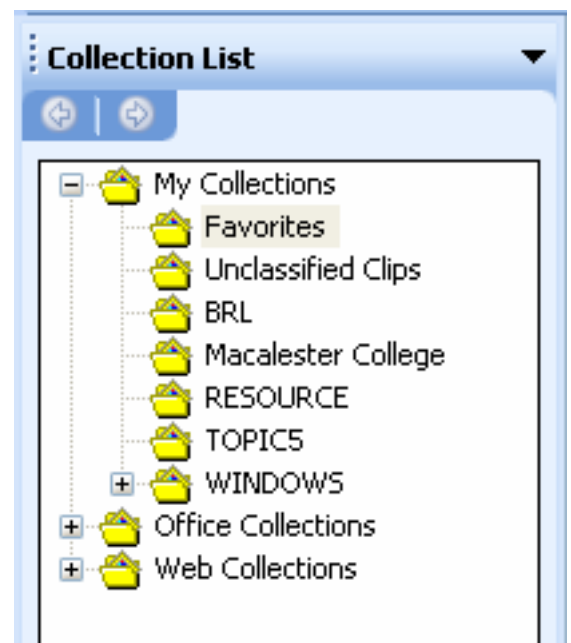 Collection List
My Collections
Favorites
Unclassified Clips
BRL
Macalester College
RESOURCE
TOPIC5
WINDOWS
Office Collections
Web Collections